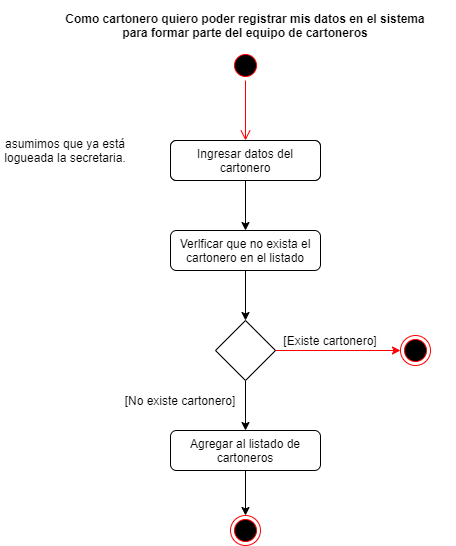 Como cartonero quiero poder registrar mis datos en el sistema
para formar parte del equipo de cartoneros
asumimos que ya está
logueada la secretaria.
Ingresar datos del
cartonero
Verificar que no exista el
cartonero en el listado
[Existe cartonero]
[No existe cartonero]
Agregar al listado de
cartoneros